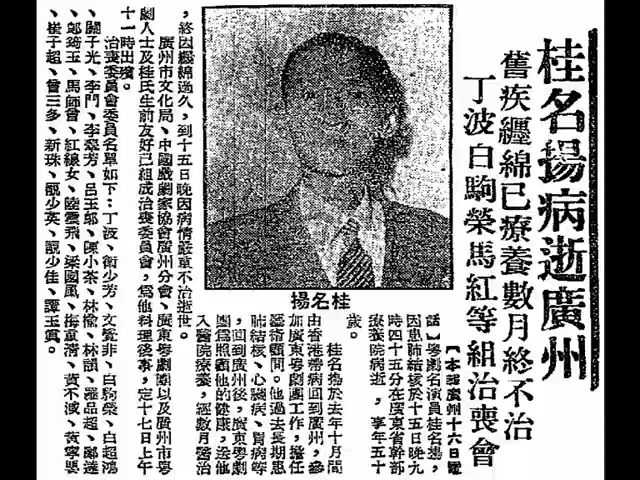 桂名揚病逝廣州
舊疾纏綿已療養數月終不治
丁波白駒榮馬紅等組治喪會
桂名揚
【本報廣州十六日電
話】粵劇名演員桂名揚，
因患肺結核於十五日晚九
時四十五分在廣東省幹部
療養院病逝，享年五十
歲。
桂名揚於去年十月間
由香港帶病回到廣州，參
加廣東粵劇團工作，擔任
藝術顧問。他過去長期患
肺結核、心臟病、胃病等
，回到廣州後，廣東粵劇
團為照顧他的健康，送他
入醫院療養，經數月醫治
，終因纏綿過久，到十五日晚因病情嚴重不治逝世。
廣州市文化局、中國戲劇家協會廣州分會、廣東粵劇團以及廣州市粵
劇人士及桂氏生前友好已組成治喪委員會，為他料理後事，定十七日上午
十一時出殯。
治喪委員會委員名單如下：丁波、衛少芳、文覺非、白駒榮、白超鴻
、關子光、李門、李翠芳、呂玉郎、陳小茶、林榆、林韻、羅品超、鄭達
、鄭綺玉、馬師曾、紅線女、陸雲飛、梁國風、梅重清、黃不滅、黃寧嬰
、崔子超、曾三多、新珠、靚少英、靚少佳、譚玉真。